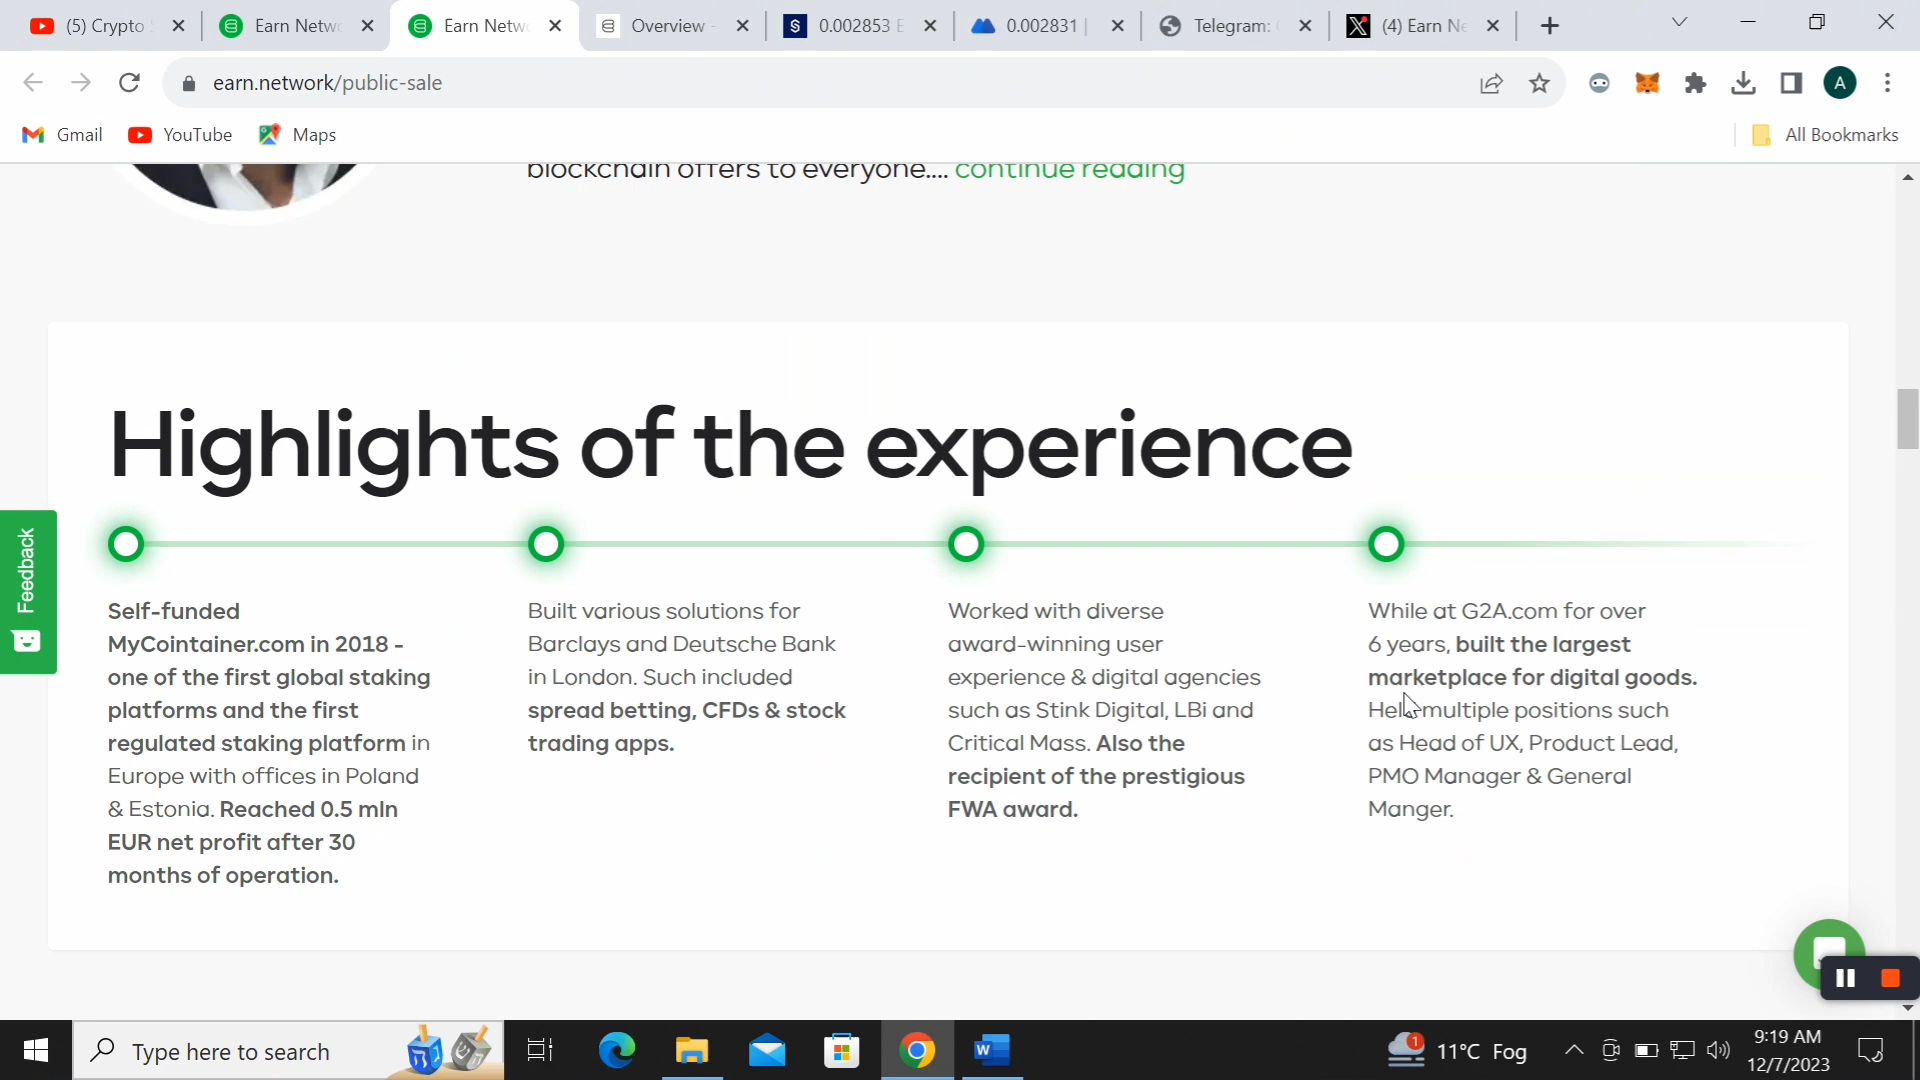 (5) Crypto
Earn Netw
Earn Netw
Overview -
0.002853 E
0.002831 |
Telegram:
(4) Earn Ne
earn.network/public-sale
A
Gmail
YouTube
Maps
All Bookmarks
blockchain offers to everyone.... continue reading
Highlights of the experience
Feedback
Self-funded
MyCointainer.com in 2018 -
one of the first global staking
platforms and the first
regulated staking platform in
Europe with offices in Poland
& Estonia. Reached 0.5 mln
EUR net profit after 30
months of operation.
Built various solutions for
Barclays and Deutsche Bank
in London. Such included
spread betting, CFDs & stock
trading apps.
Worked with diverse
award-winning user
experience & digital agencies
such as Stink Digital, LBi and
Critical Mass. Also the
recipient of the prestigious
FWA award.
While at G2A.com for over
6 years, built the largest
marketplace for digital goods.
Held multiple positions such
as Head of UX, Product Lead,
PMO Manager & General
Manger.
Type here to search
1
11°C Fog
9:19 AM
12/7/2023